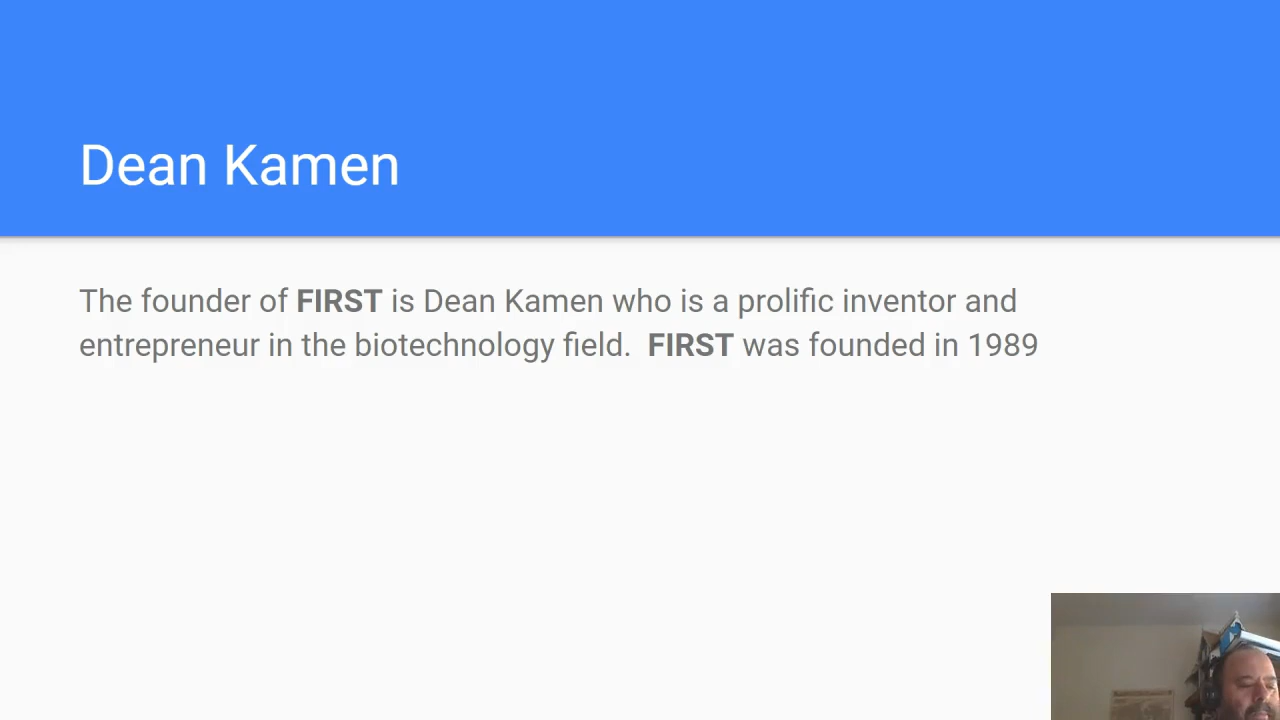 Dean Kamen
The founder of FIRST is Dean Kamen who is a prolific inventor and
entrepreneur in the biotechnology field.  FIRST was founded in 1989